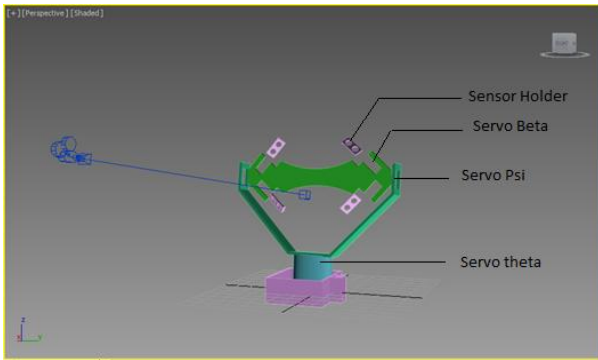 [+][Perspective][Shaded]
Sensor Holder
Servo Beta
Servo Psi
Servo theta
z
x
y